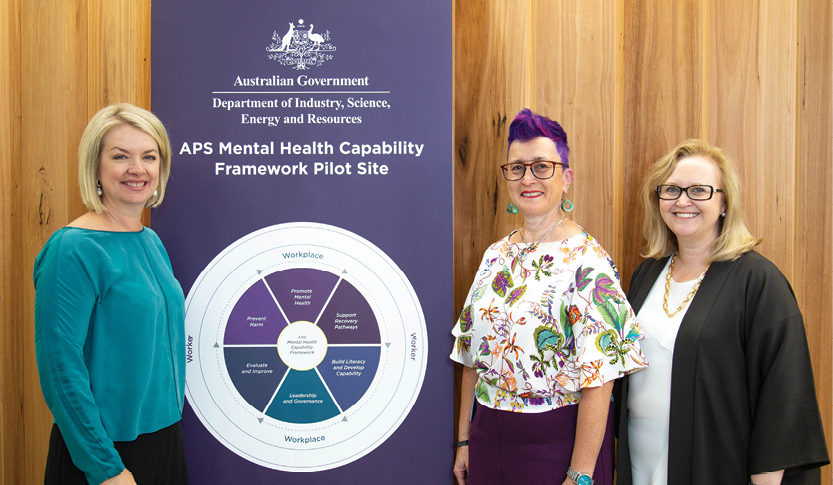 Australian Government
Department of Industry, Science,
Energy and Resources
APS Mental Health Capability
Framework Pilot Site
Workplace
Promote
Mental
Health
Prevent
Harm
Support
Recovery
Pathways
Worker
APS
Mental Health
Capability
Framework
Worker
Evaluate
and Improve
Build Literacy
and Develop
Capability
Leadership
and Governance
Workplace